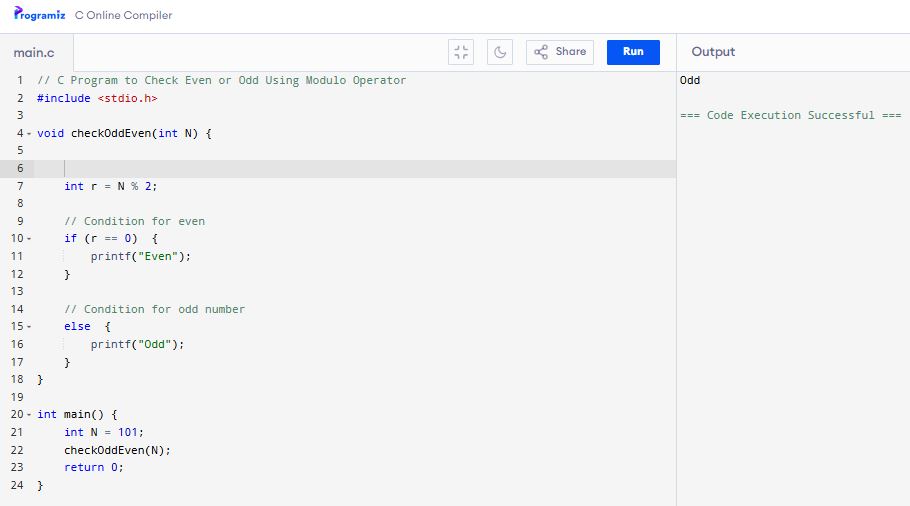 Programiz C Online Compiler
main.c Share Run Output
1 // C Program to Check Even or Odd Using Modulo Operator
2 #include <stdio.h>
3
4 void checkOddEven(int N) {
5
6
7     int r = N % 2;
8
9     // Condition for even
10     if (r == 0)  {
11         printf("Even");
12     }
13
14     // Condition for odd number
15     else  {
16         printf("Odd");
17     }
18 }
19
20 int main() {
21     int N = 101;
22     checkOddEven(N);
23     return 0;
24 }
Odd
=== Code Execution Successful ===